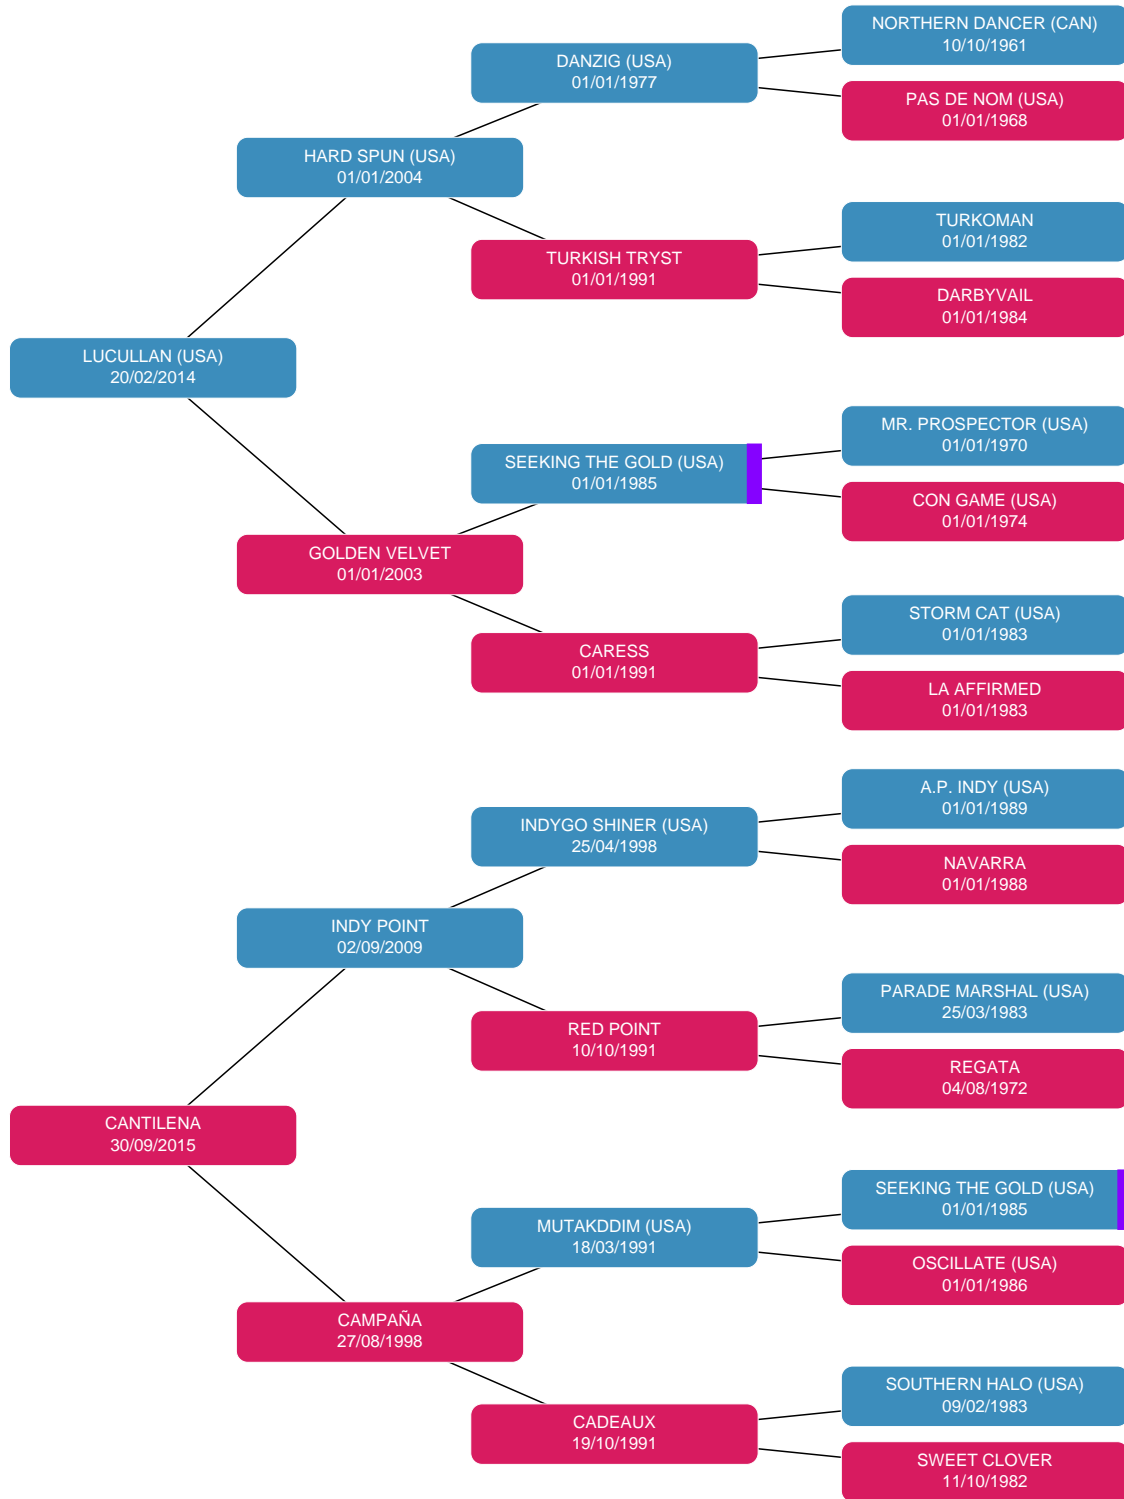 NORTHERN DANCER (CAN)
10/10/1961
DANZIG (USA)
01/01/1977
PAS DE NOM (USA)
01/01/1968
HARD SPUN (USA)
01/01/2004
TURKOMAN
01/01/1982
TURKISH TRYST
01/01/1991
DARBYVAIL
01/01/1984
LUCULLAN (USA)
20/02/2014
MR. PROSPECTOR (USA)
01/01/1970
SEEKING THE GOLD (USA)
01/01/1985
CON GAME (USA)
01/01/1974
GOLDEN VELVET
01/01/2003
STORM CAT (USA)
01/01/1983
CARESS
01/01/1991
LA AFFIRMED
01/01/1983
A.P. INDY (USA)
01/01/1989
INDYGO SHINER (USA)
25/04/1998
NAVARRA
01/01/1988
INDY POINT
02/09/2009
PARADE MARSHAL (USA)
25/03/1983
RED POINT
10/10/1991
REGATA
04/08/1972
CANTILENA
30/09/2015
SEEKING THE GOLD (USA)
01/01/1985
MUTAKDDIM (USA)
18/03/1991
OSCILLATE (USA)
01/01/1986
CAMPAÑA
27/08/1998
SOUTHERN HALO (USA)
09/02/1983
CADEAUX
19/10/1991
SWEET CLOVER
11/10/1982